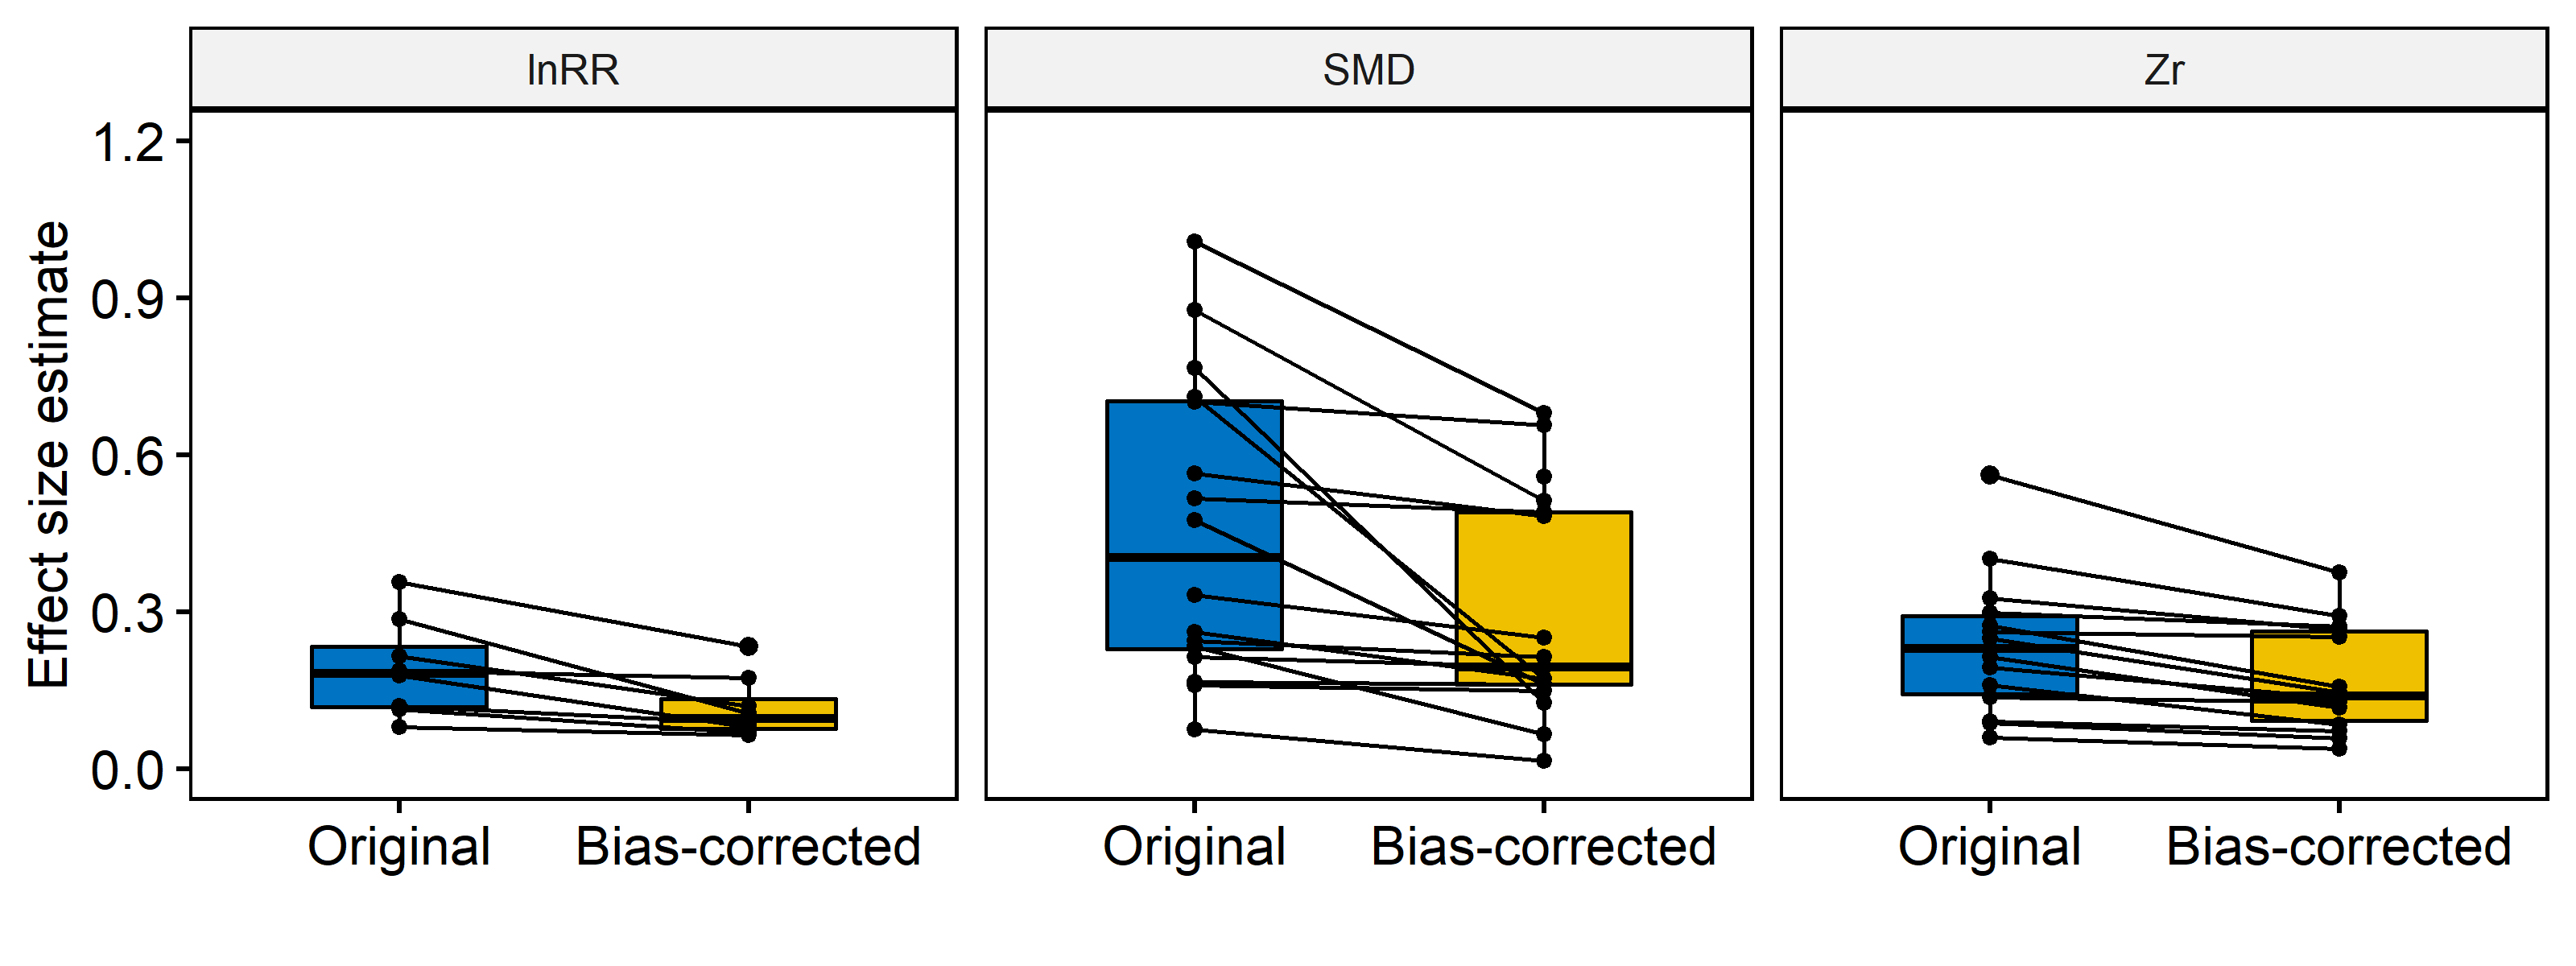 lnRR
SMD
Zr
Effect size estimate
1.2
0.9
0.6
0.3
0.0
Original
Bias-corrected
Original
Bias-corrected
Original
Bias-corrected